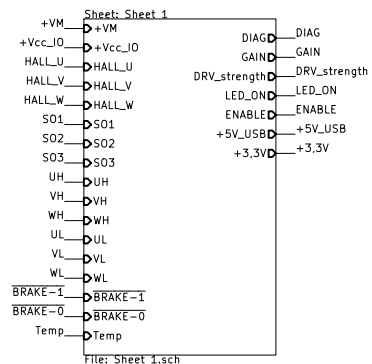 Sheet: Sheet 1
+VM +VM
+Vcc_IO +Vcc_IO
HALL_U HALL_U
HALL_V HALL_V
HALL_W HALL_W
SO1 SO1
SO2 SO2
SO3 SO3
UH UH
VH VH
WH WH
UL UL
VL VL
WL WL
BRAKE-1 BRAKE-1
BRAKE-0 BRAKE-0
Temp Temp
DIAG DIAG
GAIN GAIN
DRV_strength DRV_strength
LED_ON LED_ON
ENABLE ENABLE
+5V_USB +5V_USB
+3,3V +3,3V
File: Sheet 1.sch